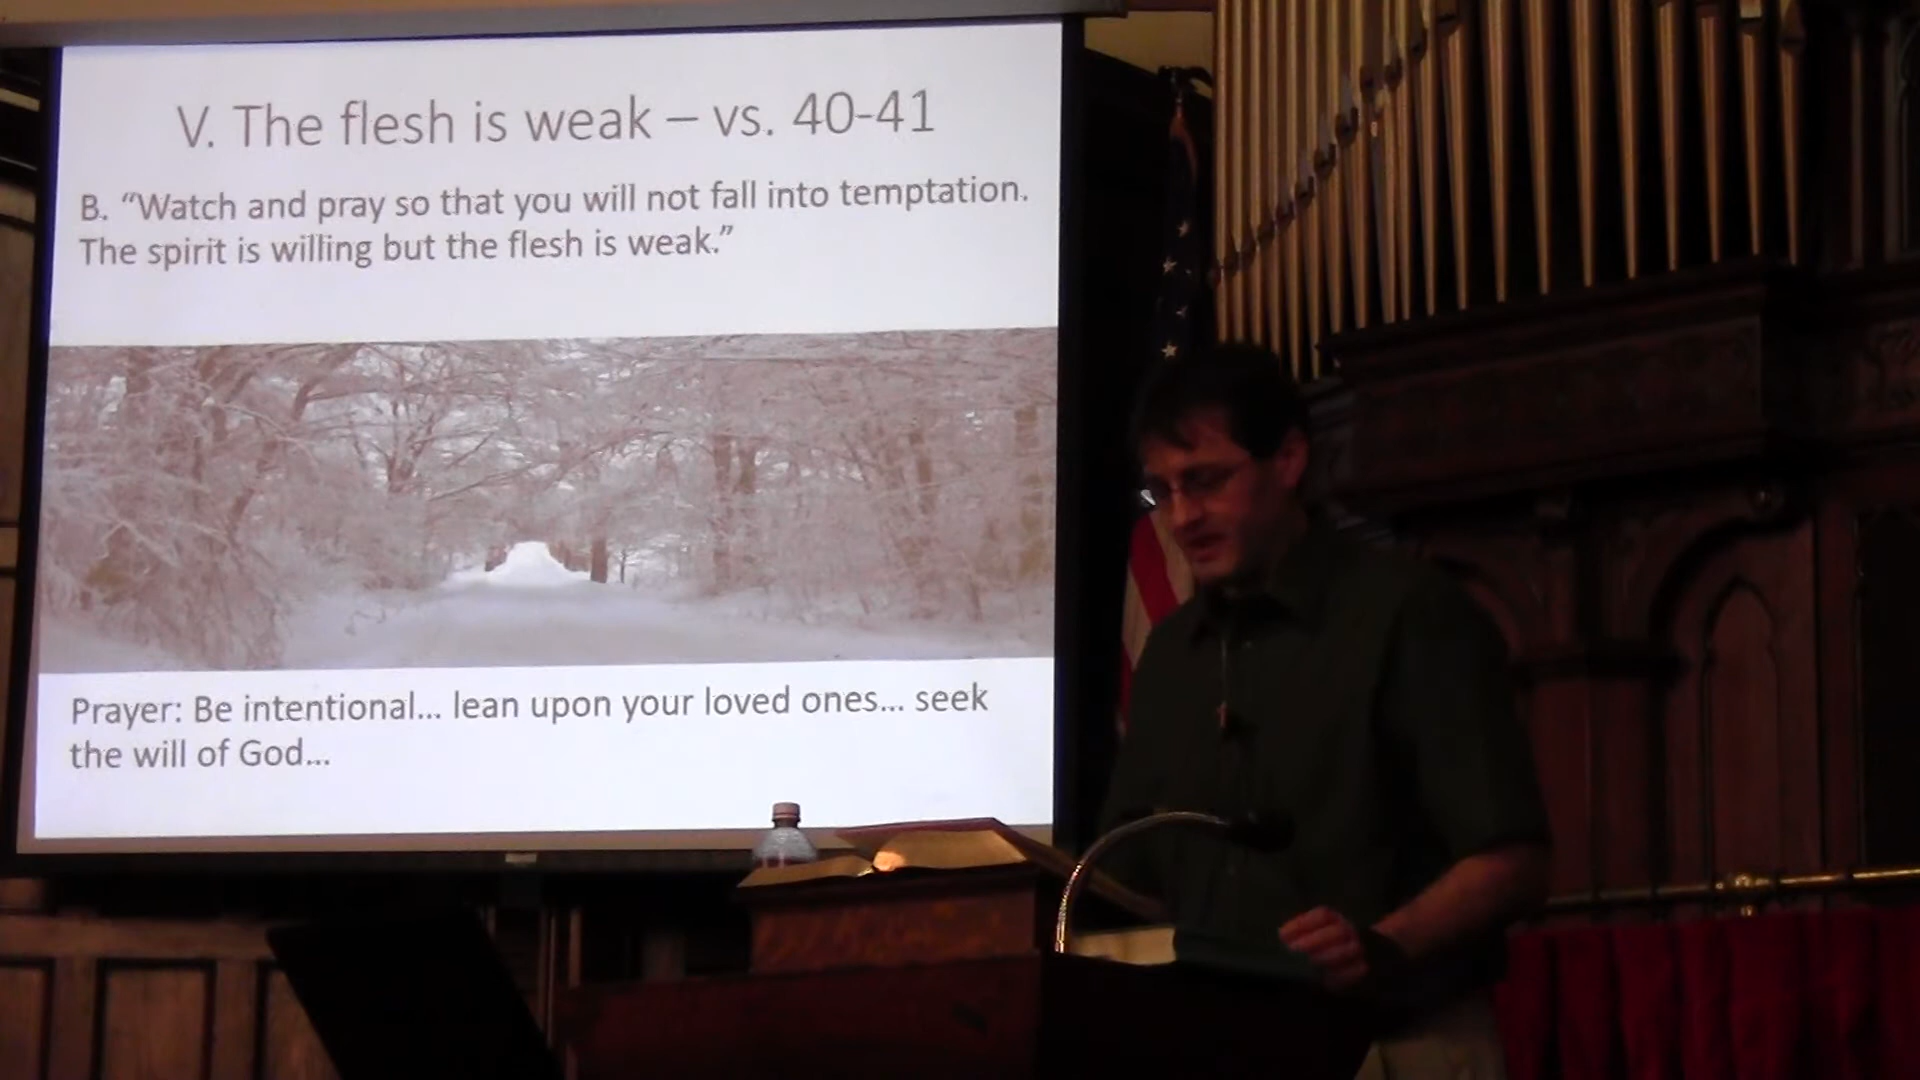 V. The flesh is weak – vs. 40-41
B. “Watch and pray so that you will not fall into temptation.
The spirit is willing but the flesh is weak.”
Prayer: Be intentional... lean upon your loved ones... seek
the will of God...